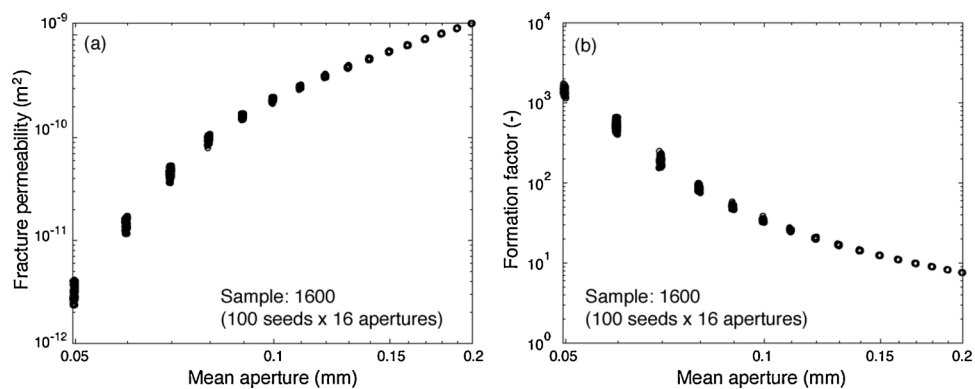 (a)
Fracture permeability (m²)
10⁻⁹
10⁻¹⁰
10⁻¹¹
10⁻¹²
Sample: 1600
(100 seeds x 16 apertures)
0.05 0.1 0.15 0.2
Mean aperture (mm)
(b)
Formation factor (-)
10⁴
10³
10²
10¹
10⁰
Sample: 1600
(100 seeds x 16 apertures)
0.05 0.1 0.15 0.2
Mean aperture (mm)